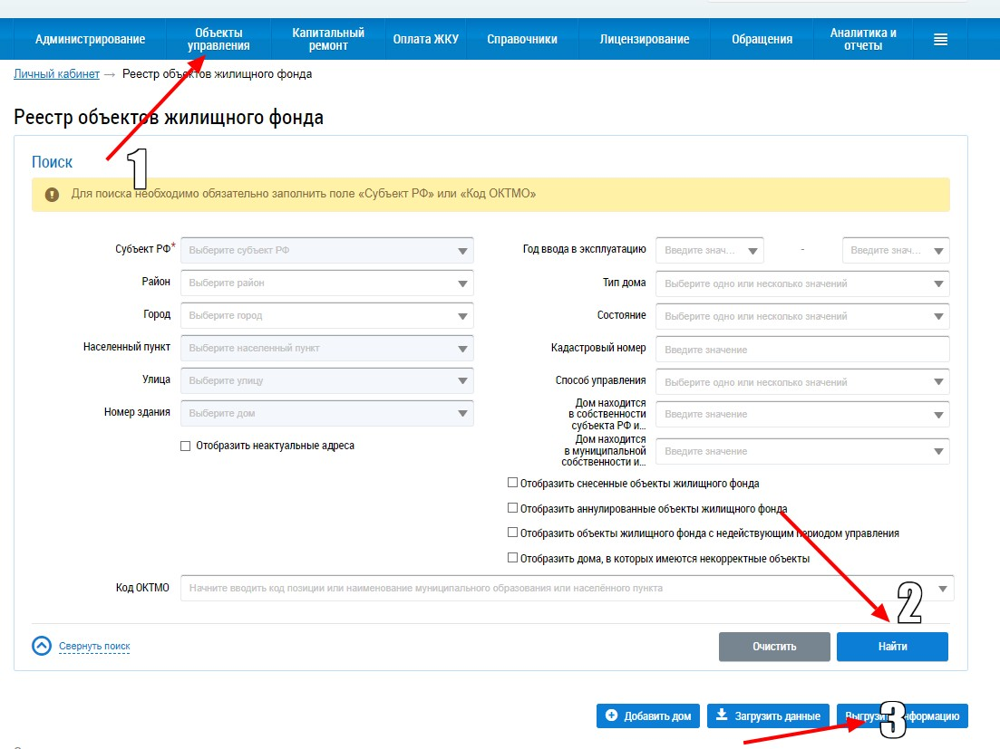 Администрирование
Объекты
управления
Капитальный
ремонт
Оплата ЖКУ
Справочники
Лицензирование
Обращения
Аналитика и
отчеты
Личный кабинет → Реестр объектов жилищного фонда
Реестр объектов жилищного фонда
1
Поиск
Для поиска необходимо обязательно заполнить поле «Субъект РФ» или «Код ОКТМО»
Субъект РФ* Выберите субъект РФ
Район Выберите район
Город Выберите город
Населенный пункт Выберите населенный пункт
Улица Выберите улицу
Номер здания Выберите дом
Отобразить неактуальные адреса
Год ввода в эксплуатацию Введите знач... - Введите знач...
Тип дома Выберите одно или несколько значений
Состояние Выберите одно или несколько значений
Кадастровый номер Введите значение
Способ управления Выберите одно или несколько значений
Дом находится
в собственности
субъекта РФ и...
Введите значение
Дом находится
в муниципальной
собственности и...
Введите значение
Отобразить снесенные объекты жилищного фонда
Отобразить аннулированные объекты жилищного фонда
Отобразить объекты жилищного фонда с недействующим периодом управления
Отобразить дома, в которых имеются некорректные объекты
Код ОКТМО Начните вводить код позиции или наименование муниципального образования или населённого пункта
2
Свернуть поиск
Очистить
Найти
Добавить дом
Загрузить данные
Выгрузить информацию
3